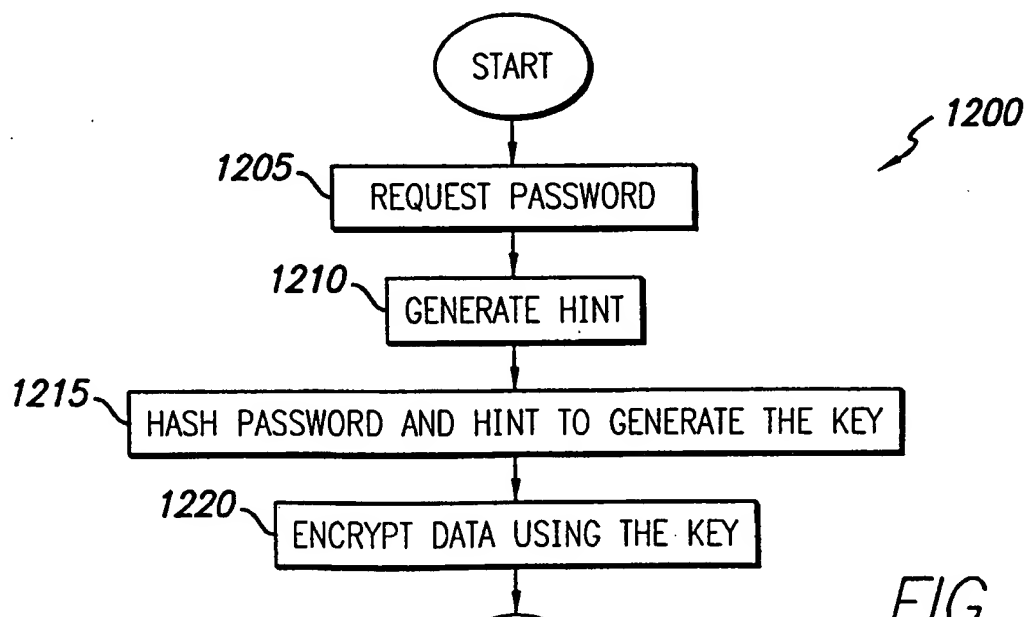 START
1200
1205
REQUEST PASSWORD
1210
GENERATE HINT
1215
HASH PASSWORD AND HINT TO GENERATE THE KEY
1220
ENCRYPT DATA USING THE KEY
FIG